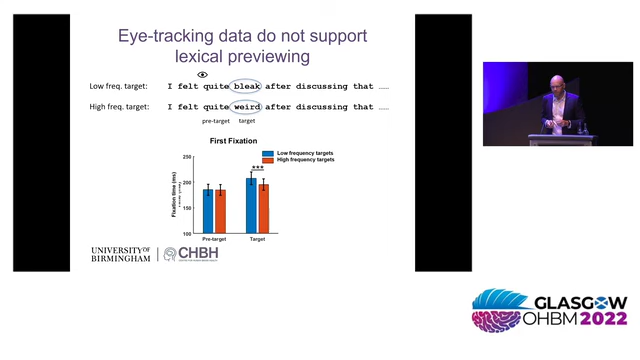 Eye-tracking data do not support
lexical previewing
Low freq. target: I felt quite bleak after discussing that ......
High freq. target: I felt quite weird after discussing that ......
pre-target target
First Fixation
Low frequency targets
High frequency targets
***
Fixation time (ms)
250
200
150
100
Pre-target Target
UNIVERSITY OF
BIRMINGHAM
CHBH
GLASGOW
OHBM 2022